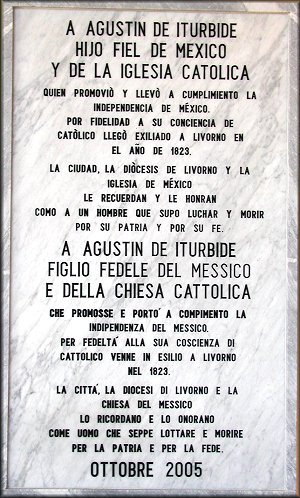 A AGUSTIN DE ITURBIDE
HIJO FIEL DE MEXICO
Y DE LA IGLESIA CATOLICA
QUIEN PROMOVIÒ Y LLEVÒ A CUMPLIMIENTO LA
INDEPENDENCIA DE MÉXICO.
POR FIDELIDAD A SU CONCIENCIA DE
CATÒLICO LLEGÒ EXILIADO A LIVORNO EN
EL AÑO DE 1823.
LA CIUDAD, LA DIÒCESIS DE LIVORNO Y LA
IGLESIA DE MÉXICO
LE RECUERDAN Y LE HONRAN
COMO A UN HOMBRE QUE SUPO LUCHAR Y MORIR
POR SU PATRIA Y POR SU FE.
A AGUSTIN DE ITURBIDE
FIGLIO FEDELE DEL MESSICO
E DELLA CHIESA CATTOLICA
CHE PROMOSSE E PORTA' A COMPIMENTO LA
INDIPENDENZA DEL MESSICO.
PER FEDELTÁ ALLA SUA COSCIENZA DI
CATTOLICO VENNE IN ESILIO A LIVORNO
NEL 1823.
LA CITTÁ, LA DIOCESI DI LIVORNO E LA
CHIESA DEL MESSICO
LO RICORDANO E LO ONORANO
COME UOMO CHE SEPPE LOTTARE E MORIRE
PER LA PATRIA E PER LA FEDE.
OTTOBRE 2005